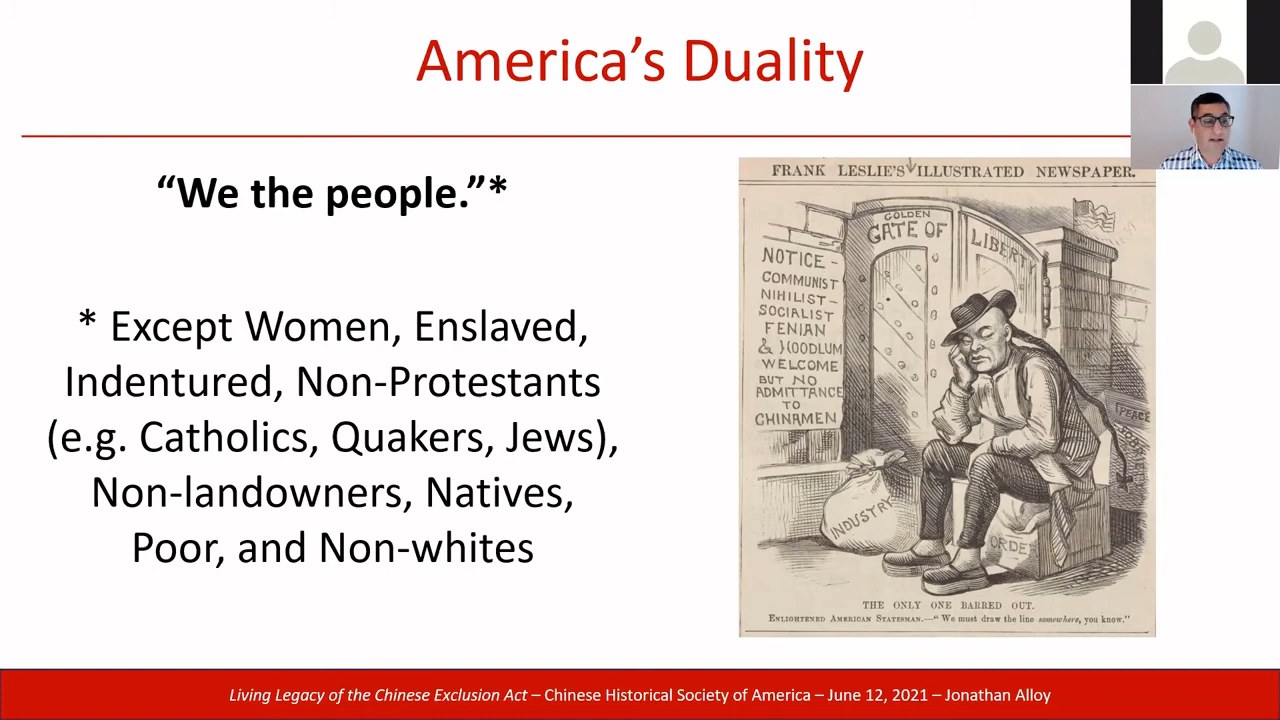 America’s Duality
“We the people.”*
* Except Women, Enslaved,
Indentured, Non-Protestants
(e.g. Catholics, Quakers, Jews),
Non-landowners, Natives,
Poor, and Non-whites
FRANK LESLIE'S ILLUSTRATED NEWSPAPER.
GOLDEN
GATE OF
LIBERTY
NOTICE -
COMMUNIST
NIHILIST -
SOCIALIST
FENIAN
& HOODLUM
WELCOME
BUT NO
ADMITTANCE
TO
CHINAMEN
PEACE
INDUSTRY
ORDER
THE ONLY ONE BARRED OUT.
ENLIGHTENED AMERICAN STATESMAN.—"We must draw the line somewhere, you know."
Living Legacy of the Chinese Exclusion Act – Chinese Historical Society of America – June 12, 2021 – Jonathan Alloy